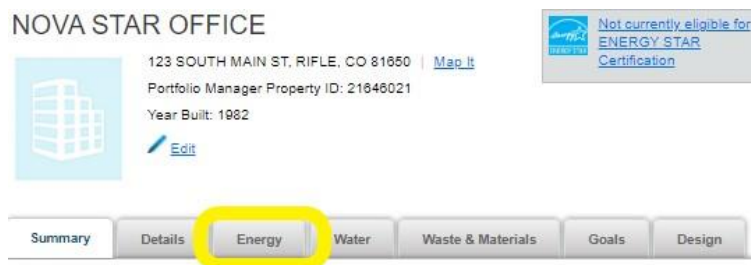 NOVA STAR OFFICE
Not currently eligible for
ENERGY STAR
Certification
123 SOUTH MAIN ST, RIFLE, CO 81650 | Map It
Portfolio Manager Property ID: 21646021
Year Built: 1982
Edit
Summary Details Energy Water Waste & Materials Goals Design